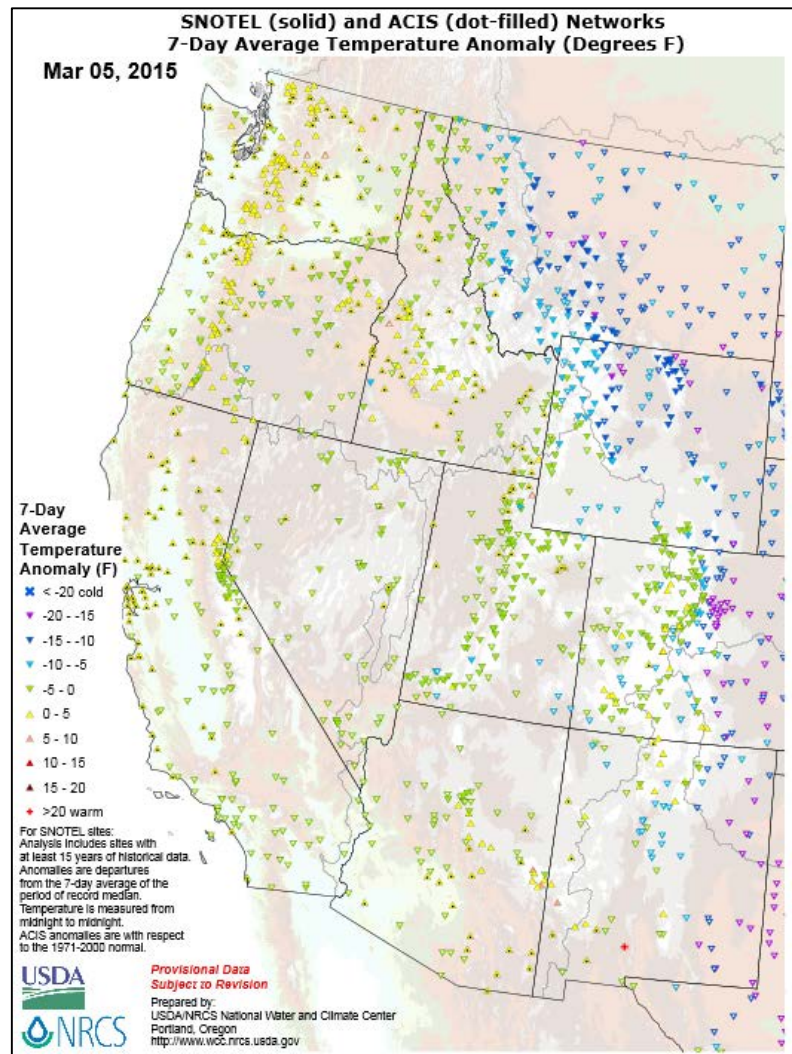 SNOTEL (solid) and ACIS (dot-filled) Networks
7-Day Average Temperature Anomaly (Degrees F)
Mar 05, 2015
7-Day
Average
Temperature
Anomaly (F)
< -20 cold
-20 - -15
-15 - -10
-10 - -5
-5 - 0
0 - 5
5 - 10
10 - 15
15 - 20
>20 warm
For SNOTEL sites:
Analysis includes sites with
at least 15 years of historical data.
Anomalies are departures
from the 7-day average of the
period of record median.
Temperature is measured from
midnight to midnight.
ACIS anomalies are with respect
to the 1971-2000 normal.
USDA
NRCS
Provisional Data
Subject to Revision
Prepared by:
USDA/NRCS National Water and Climate Center
Portland, Oregon
http://www.wcc.nrcs.usda.gov